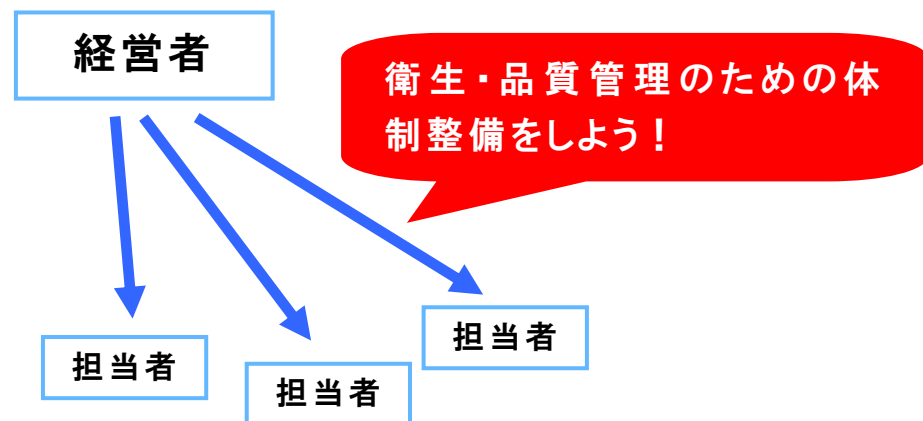 経営者
衛生・品質管理のための体
制整備をしよう！
担当者
担当者
担当者